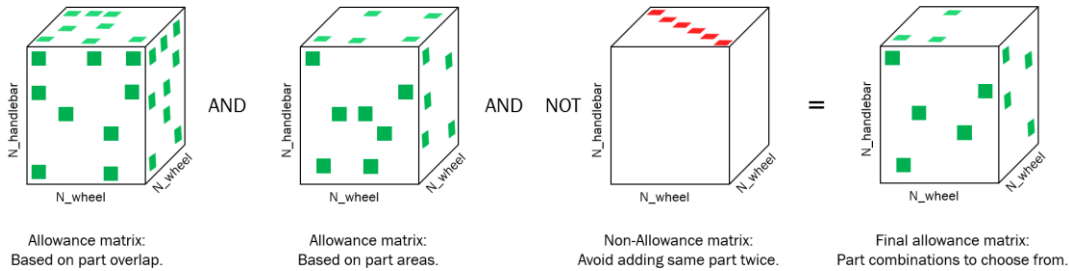 N_handlebar
N_wheel
N_wheel
AND
N_handlebar
N_wheel
N_wheel
AND NOT
N_handlebar
N_wheel
N_wheel
=
N_handlebar
N_wheel
N_wheel
Allowance matrix:
Based on part overlap.
Allowance matrix:
Based on part areas.
Non-Allowance matrix:
Avoid adding same part twice.
Final allowance matrix:
Part combinations to choose from.